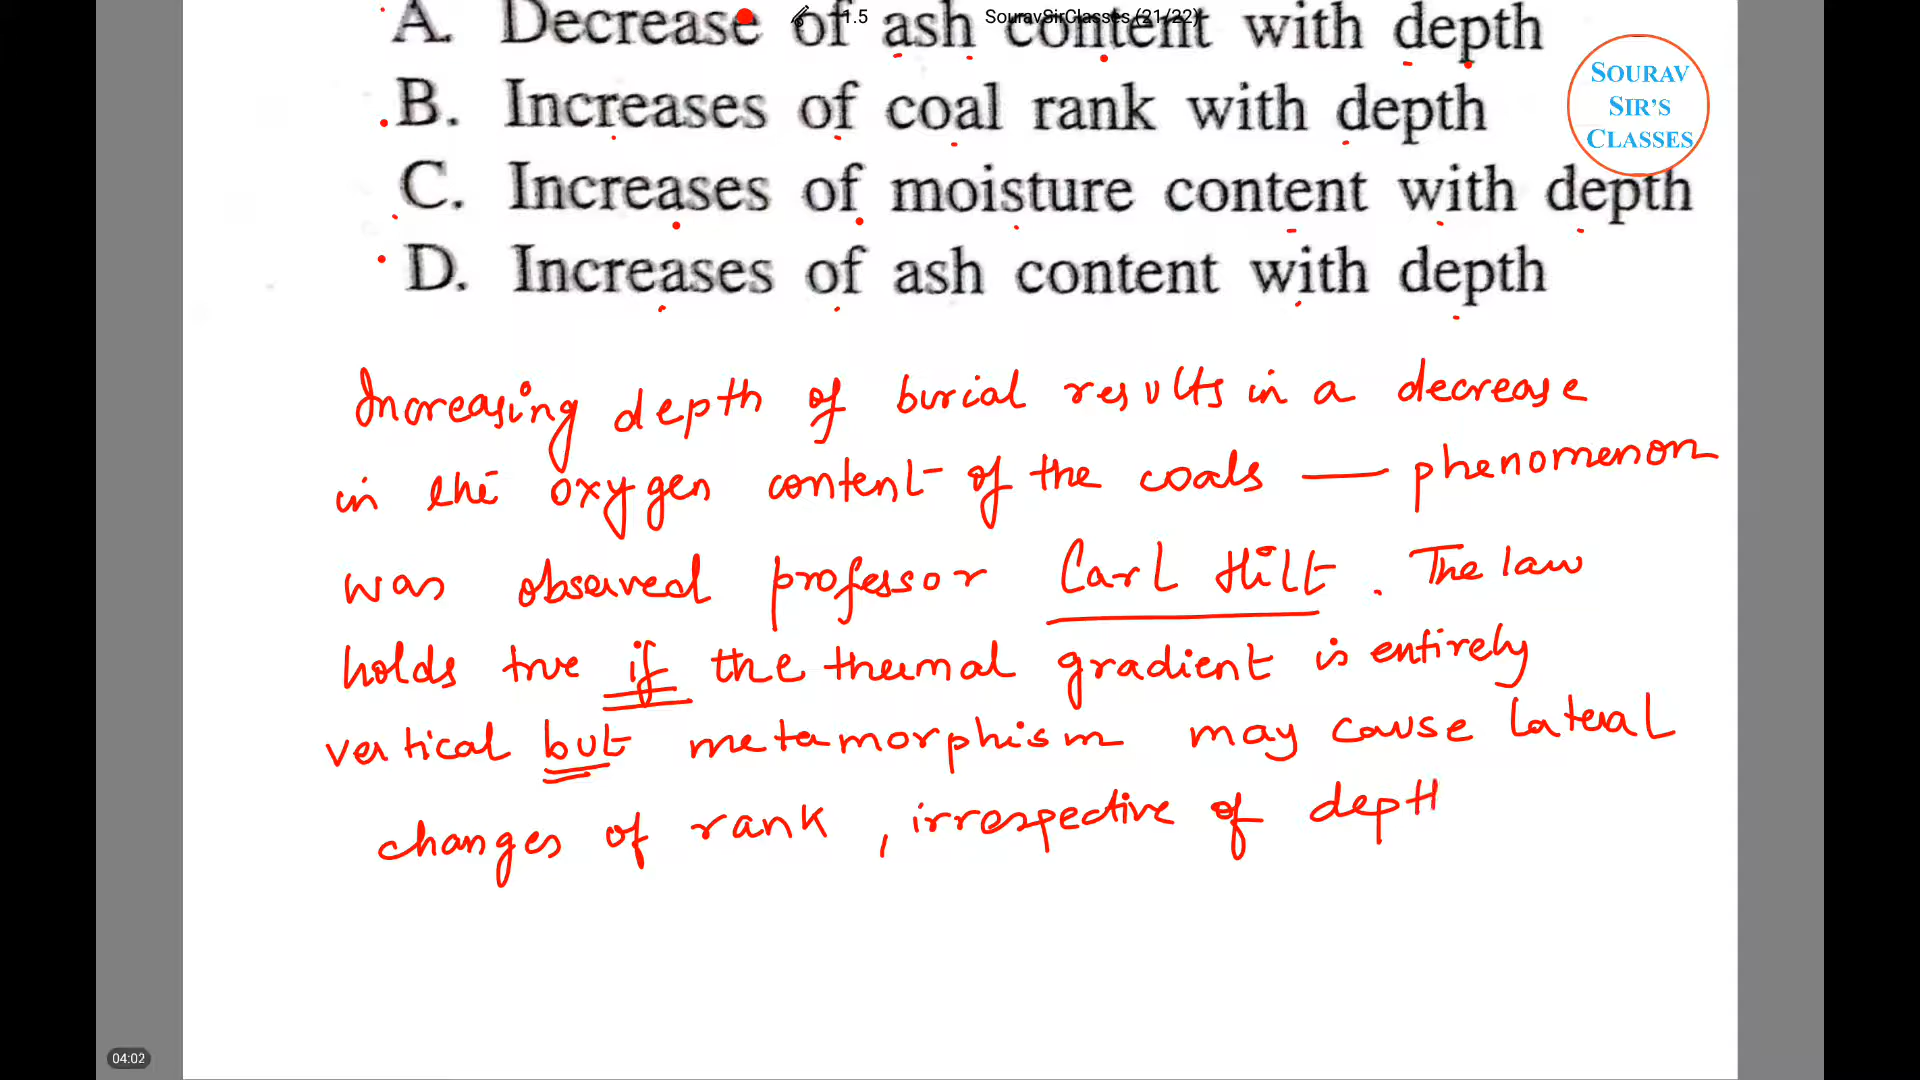 1.5 SouravSirClasses (21/22)
A. Decrease of ash content with depth
SOURAV
SIR'S
CLASSES
B. Increases of coal rank with depth
C. Increases of moisture content with depth
D. Increases of ash content with depth
Increasing depth of burial results in a decrease
in the oxygen content of the coals — phenomenon
was observed professor Carl Hilt. The law
holds true if the thermal gradient is entirely
vertical but metamorphism may cause lateral
changes of rank, irrespective of depth
04:02